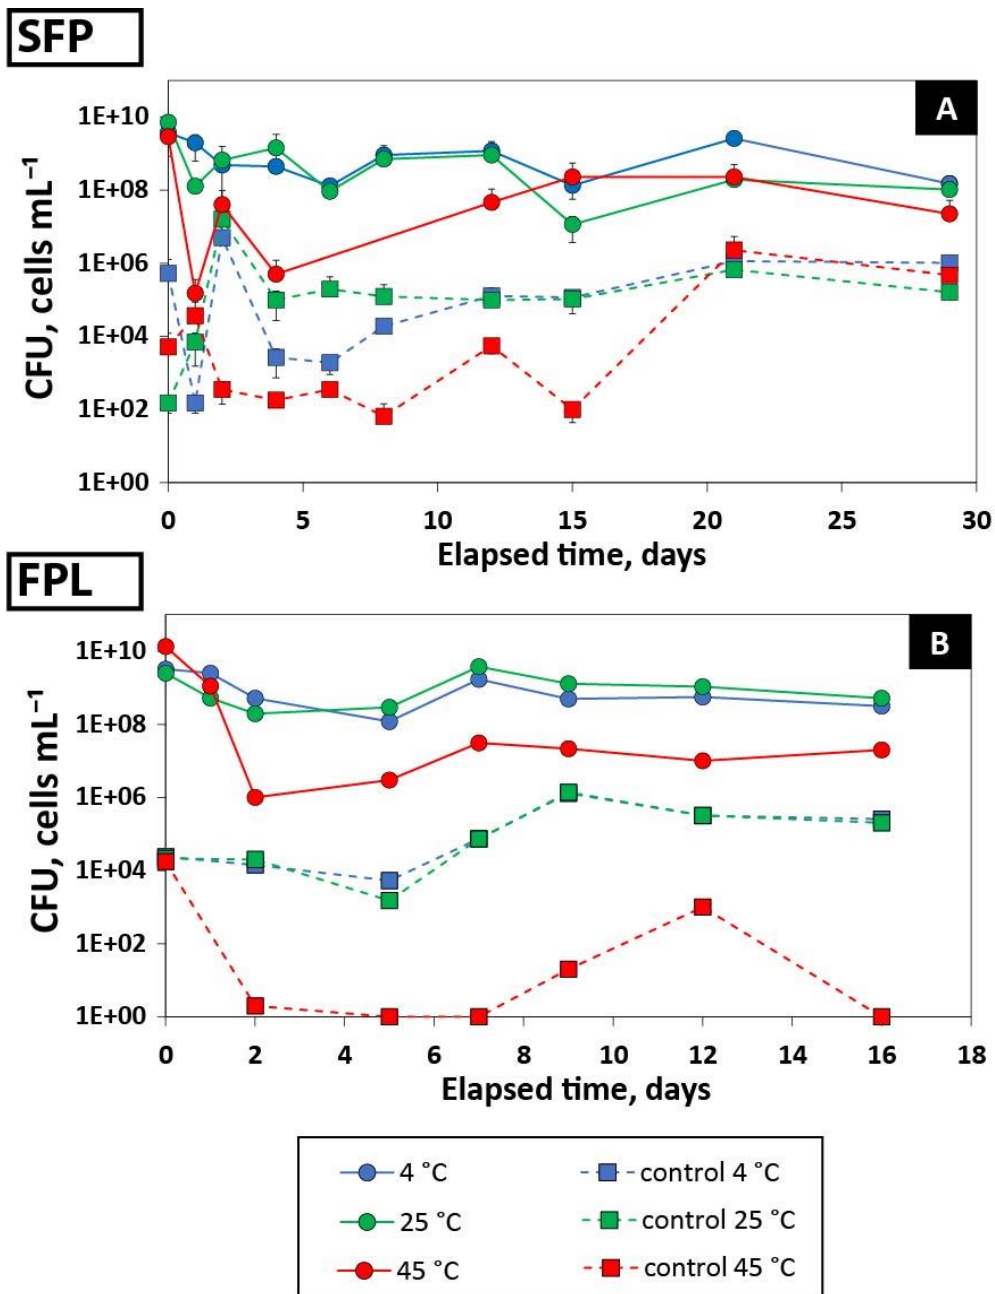 SFP
A
1E+10
1E+08
1E+06
1E+04
1E+02
1E+00
CFU, cells mL⁻¹
0 5 10 15 20 25 30
Elapsed time, days
FPL
B
1E+10
1E+08
1E+06
1E+04
1E+02
1E+00
CFU, cells mL⁻¹
0 2 4 6 8 10 12 14 16 18
Elapsed time, days
4 °C control 4 °C
25 °C control 25 °C
45 °C control 45 °C